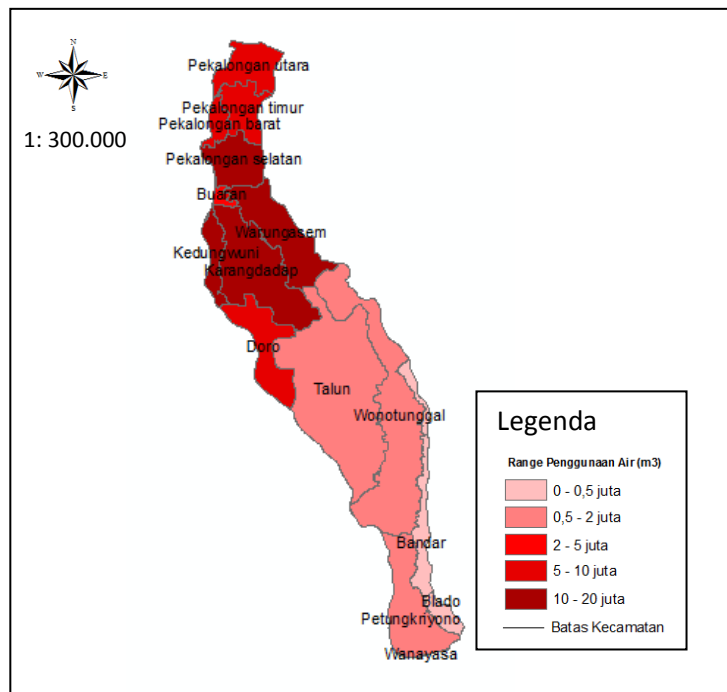 N
W E
S
1: 300.000
Pekalongan utara
Pekalongan timur
Pekalongan barat
Pekalongan selatan
Buaran
Warungasem
Kedungwuni
Karangdadap
Doro
Talun
Wonotunggal
Bandar
Blado
Petungkriyono
Wanayasa
Legenda
Range Penggunaan Air (m3)
0 - 0,5 juta
0,5 - 2 juta
2 - 5 juta
5 - 10 juta
10 - 20 juta
Batas Kecamatan